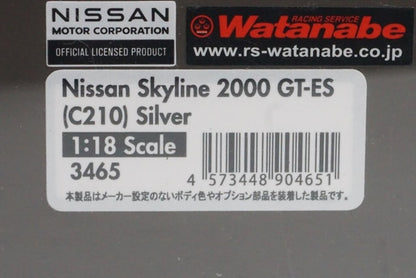 NISSAN
MOTOR CORPORATION
OFFICIAL LICENSED PRODUCT
RACING SERVICE
Watanabe
www.rs-watanabe.co.jp
Nissan Skyline 2000 GT-ES
(C210) Silver
1:18 Scale
3465
4 573448 904651
本製品はメーカー設定のないボディ色やオプション部品を装着した製品です。